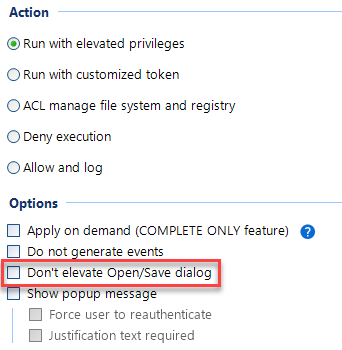 Action
Run with elevated privileges
Run with customized token
ACL manage file system and registry
Deny execution
Allow and log
Options
Apply on demand (COMPLETE ONLY feature) ?
Do not generate events
Don't elevate Open/Save dialog
Show popup message
Force user to reauthenticate
Justification text required